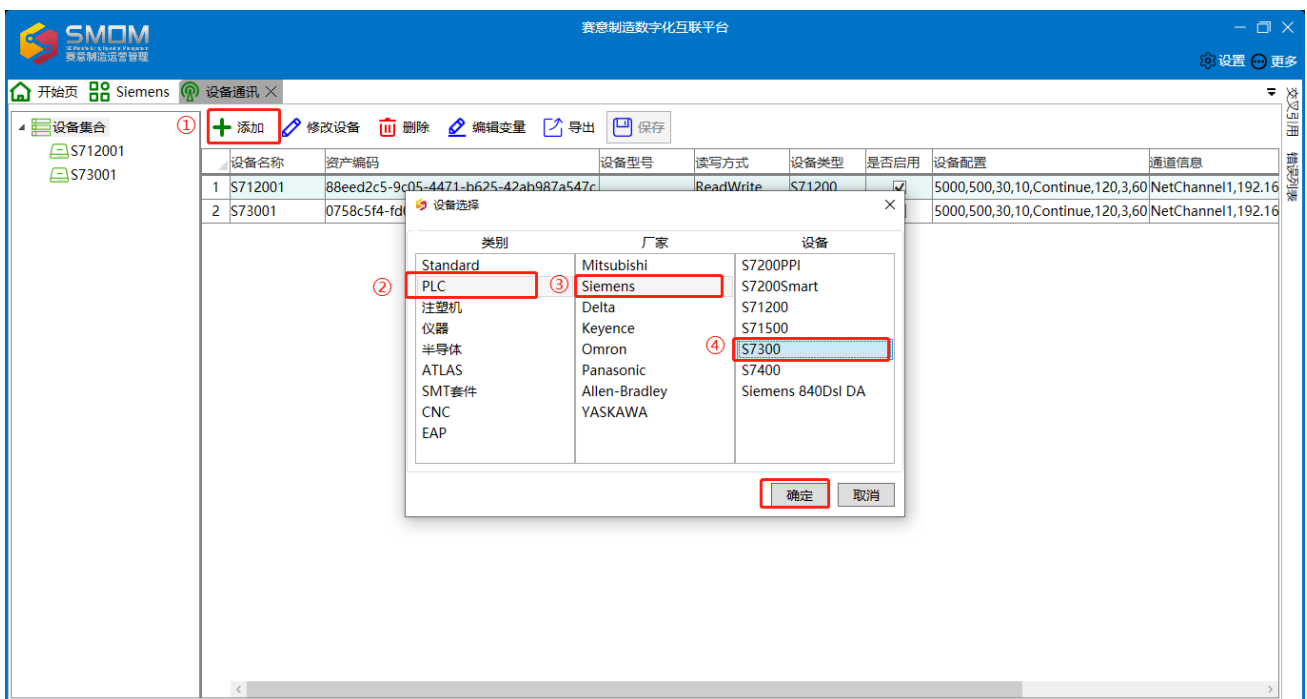 赛意制造数字化互联平台
SMOM
赛意制造运营管理
设置 更多
开始页 Siemens 设备通讯
设备集合
S712001
S73001
① 添加 修改设备 删除 编辑变量 导出 保存
设备名称 资产编码 设备型号 读写方式 设备类型 是否启用 设备配置 通道信息
1 S712001 88eed2c5-9c05-4471-b625-42ab987a547c ReadWrite S71200 5000,500,30,10,Continue,120,3,60 NetChannel1,192.16
2 S73001 0758c5f4-fd 5000,500,30,10,Continue,120,3,60 NetChannel1,192.16
设备选择
类别 厂家 设备
Standard Mitsubishi S7200PPI
② PLC ③ Siemens S7200Smart
注塑机 Delta S71200
仪器 Keyence S71500
半导体 Omron ④ S7300
ATLAS Panasonic S7400
SMT套件 Allen-Bradley Siemens 840Dsl DA
CNC YASKAWA
EAP
确定 取消
交叉引用
错误列表